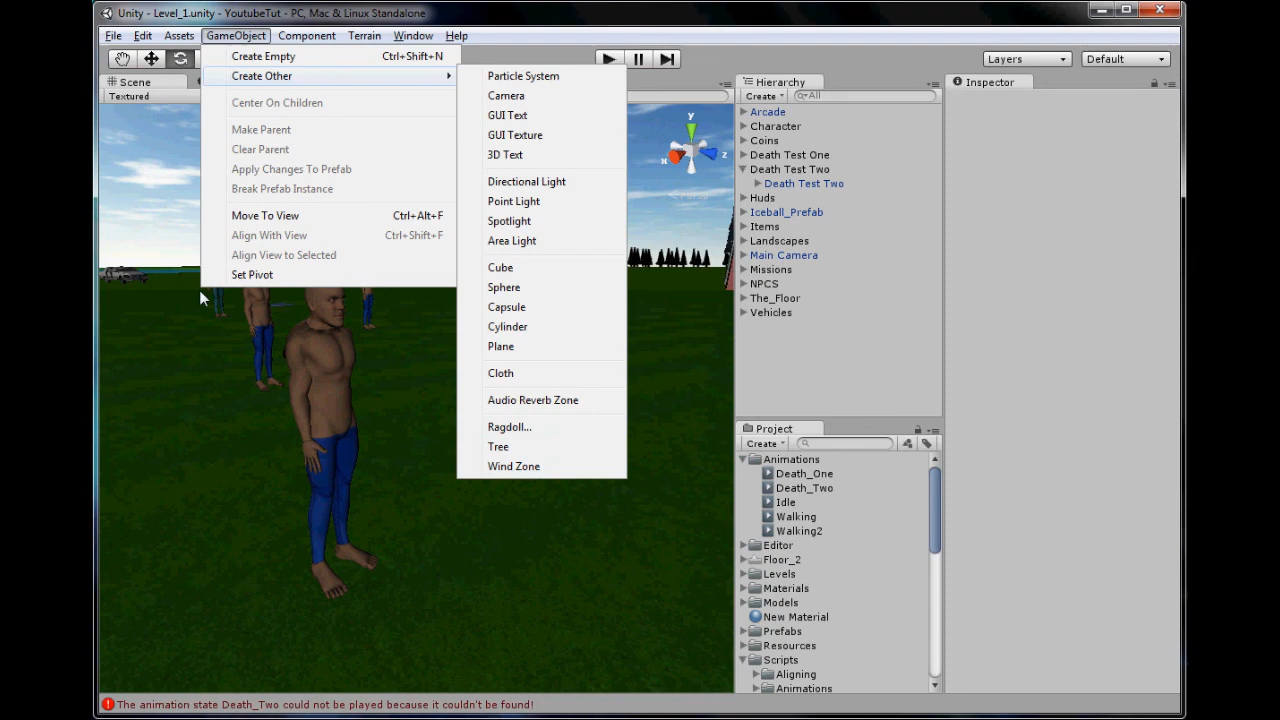 Unity - Level_1.unity - YoutubeTut - PC, Mac & Linux Standalone
File Edit Assets GameObject Component Terrain Window Help
Layers Default
Scene
Textured
Create Empty Ctrl+Shift+N
Create Other
Center On Children
Make Parent
Clear Parent
Apply Changes To Prefab
Break Prefab Instance
Move To View Ctrl+Alt+F
Align With View Ctrl+Shift+F
Align View to Selected
Set Pivot
Particle System
Camera
GUI Text
GUI Texture
3D Text
Directional Light
Point Light
Spotlight
Area Light
Cube
Sphere
Capsule
Cylinder
Plane
Cloth
Audio Reverb Zone
Ragdoll...
Tree
Wind Zone
y
x
z
Hierarchy
Create All
Arcade
Character
Coins
Death Test One
Death Test Two
Death Test Two
Huds
Iceball_Prefab
Items
Landscapes
Main Camera
Missions
NPCS
The_Floor
Vehicles
Project
Create
Animations
Death_One
Death_Two
Idle
Walking
Walking2
Editor
Floor_2
Levels
Materials
Models
New Material
Prefabs
Resources
Scripts
Aligning
Animations
Inspector
The animation state Death_Two could not be played because it couldn't be found!